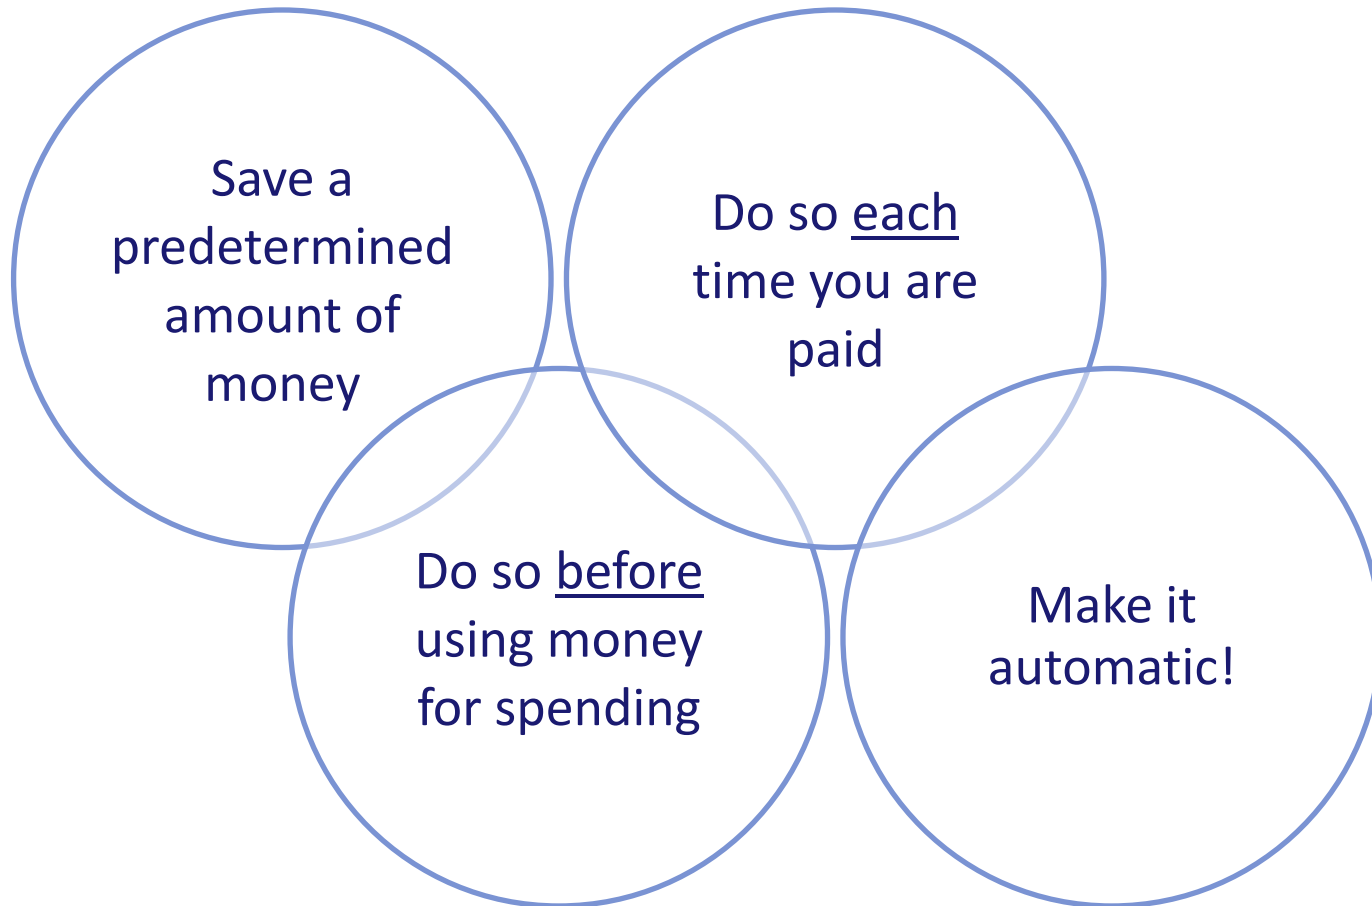 Save a
predetermined
amount of
money
Do so before
using money
for spending
Do so each
time you are
paid
Make it
automatic!